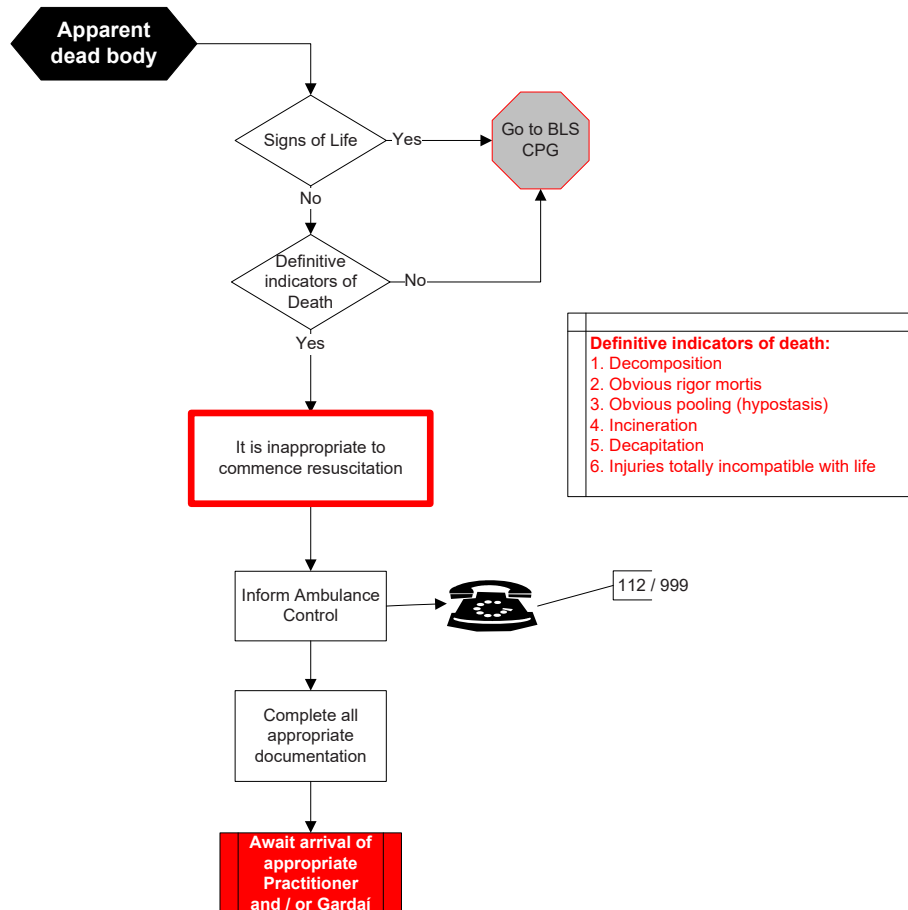 Apparent
dead body
Signs of Life
Yes
Go to BLS
CPG
No
Definitive
indicators of
Death
No
Yes
Definitive indicators of death:
1. Decomposition
2. Obvious rigor mortis
3. Obvious pooling (hypostasis)
4. Incineration
5. Decapitation
6. Injuries totally incompatible with life
It is inappropriate to
commence resuscitation
Inform Ambulance
Control
112 / 999
Complete all
appropriate
documentation
Await arrival of
appropriate
Practitioner
and / or Gardaí